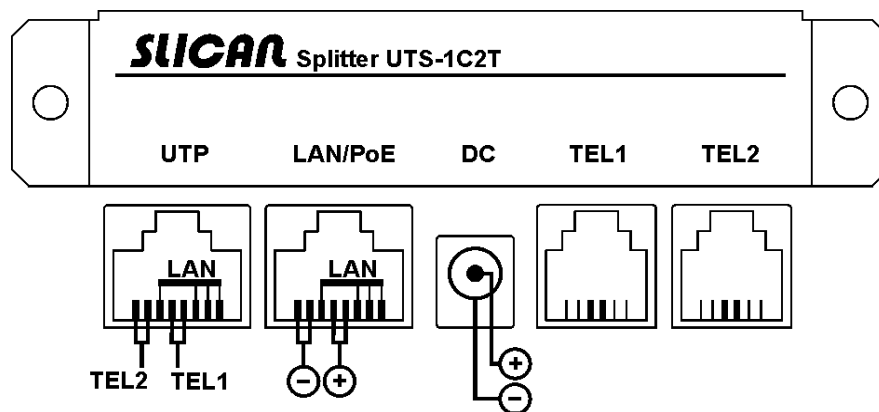 SLICAN Splitter UTS-1C2T
UTP LAN/PoE DC TEL1 TEL2
LAN LAN
TEL2 TEL1 − +
+
−